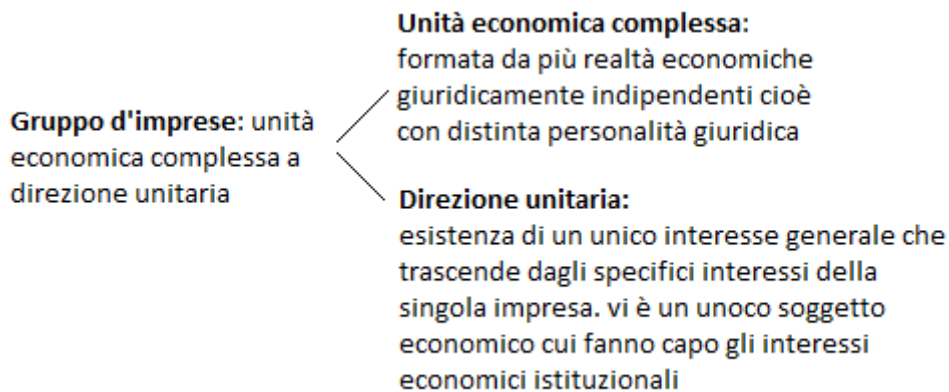 Gruppo d'imprese: unità
economica complessa a
direzione unitaria
Unità economica complessa:
formata da più realtà economiche
giuridicamente indipendenti cioè
con distinta personalità giuridica
Direzione unitaria:
esistenza di un unico interesse generale che
trascende dagli specifici interessi della
singola impresa. vi è un unoco soggetto
economico cui fanno capo gli interessi
economici istituzionali